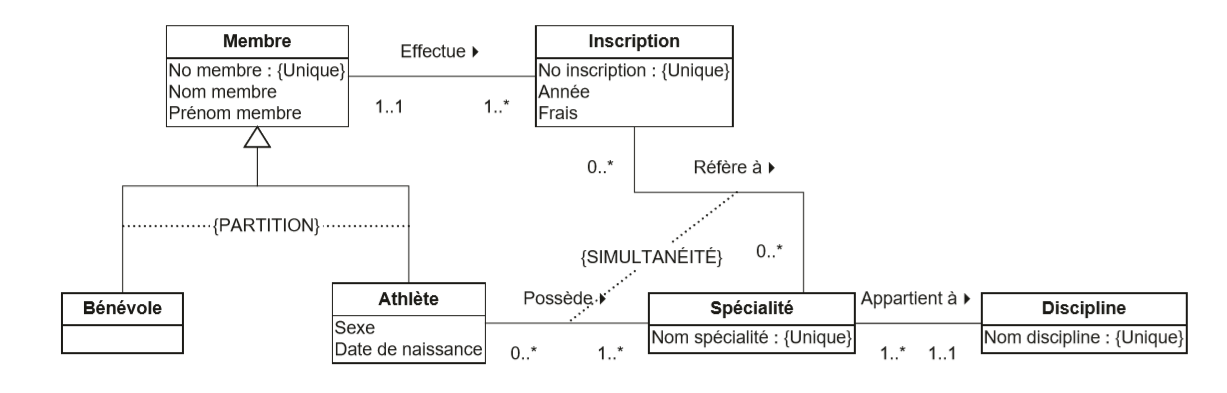 Membre
No membre : {Unique}
Nom membre
Prénom membre
Effectue
1..1
1..*
Inscription
No inscription : {Unique}
Année
Frais
0..*
Réfère à
{PARTITION}
{SIMULTANÉITÉ}
0..*
Bénévole
Athlète
Sexe
Date de naissance
Possède
0..*
1..*
Spécialité
Nom spécialité : {Unique}
Appartient à
1..*
1..1
Discipline
Nom discipline : {Unique}